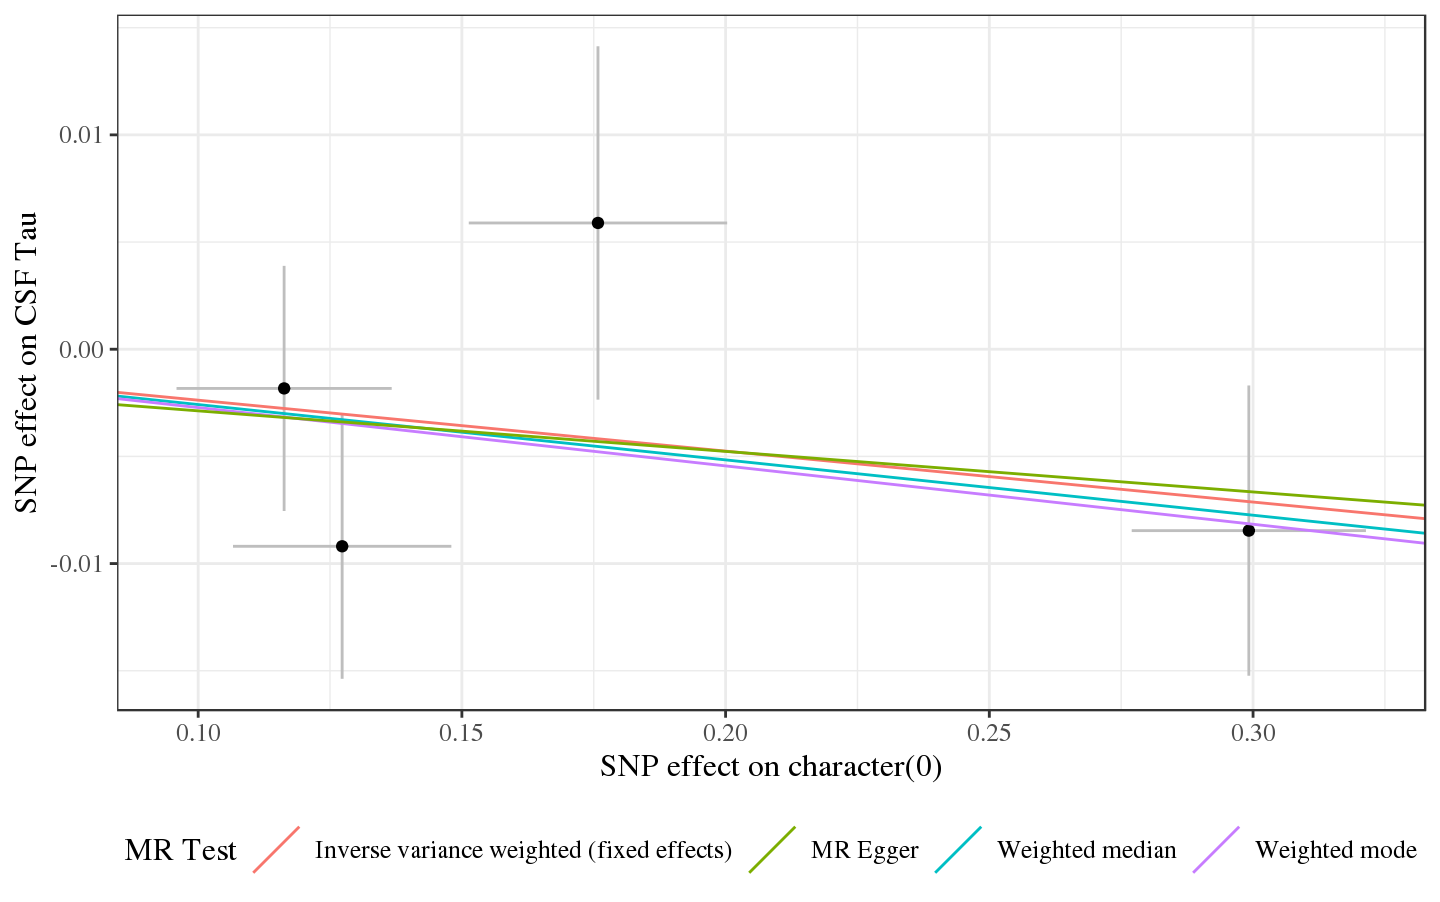 SNP effect on CSF Tau
0.01
0.00
-0.01
0.10 0.15 0.20 0.25 0.30
SNP effect on character(0)
MR Test Inverse variance weighted (fixed effects) MR Egger Weighted median Weighted mode